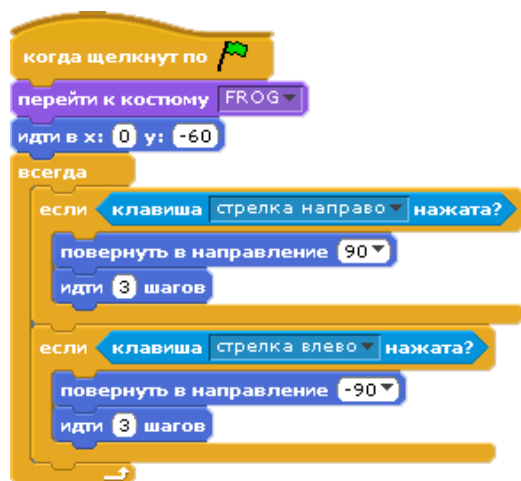 когда щелкнут по
перейти к костюму FROG
идти в x: 0 y: -60
всегда
если клавиша стрелка направо нажата?
повернуть в направление 90
идти 3 шагов
если клавиша стрелка влево нажата?
повернуть в направление -90
идти 3 шагов